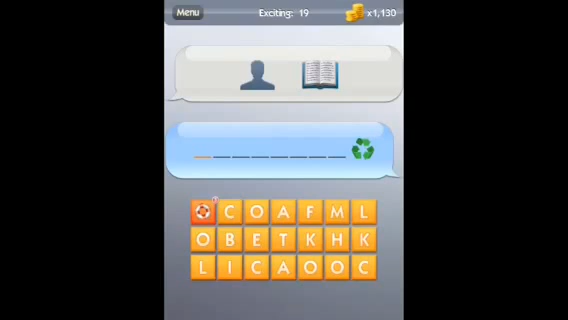 Menu
Exciting: 19
x1,130
C O A F M L
O B E T K H K
L I C A O O C